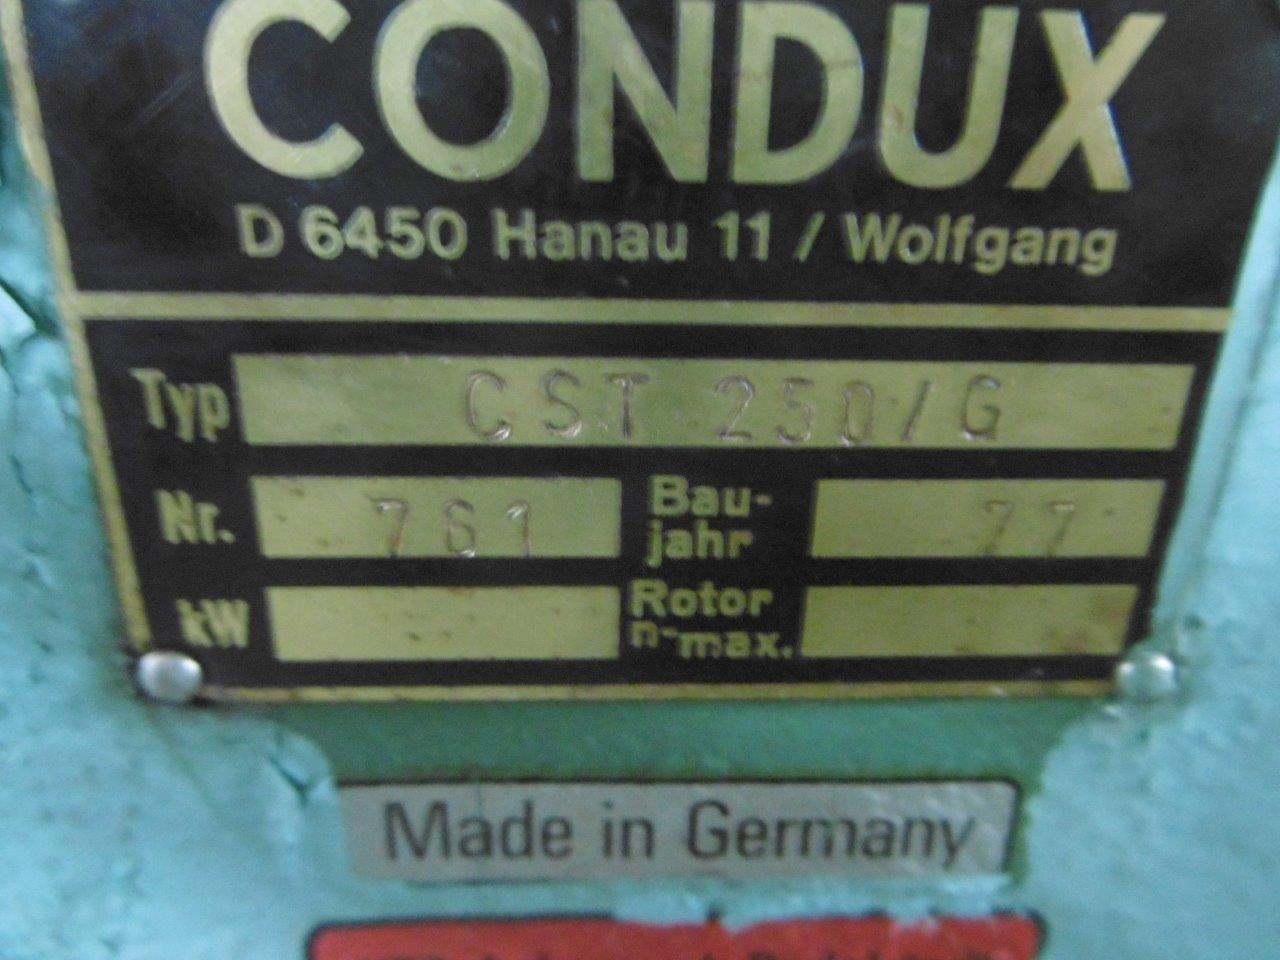 CONDUX
D 6450 Hanau 11 / Wolfgang
Typ CST 250/G
Nr. 761 Bau-
jahr 77
kW Rotor
n-max.
Made in Germany